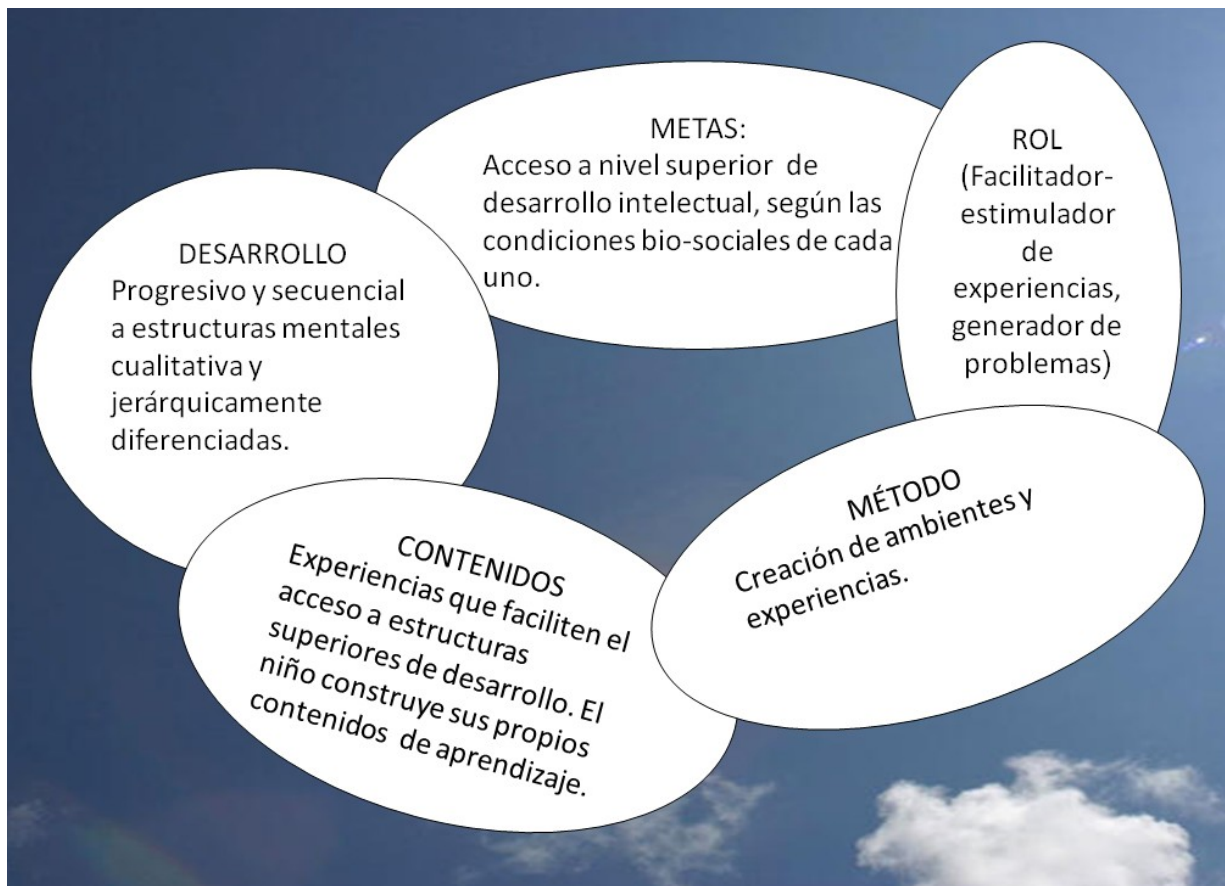 METAS:
Acceso a nivel superior de
desarrollo intelectual, según las
condiciones bio-sociales de cada
uno.
ROL
(Facilitador-
estimulador
de
experiencias,
generador de
problemas)
DESARROLLO
Progresivo y secuencial
a estructuras mentales
cualitativa y
jerárquicamente
diferenciadas.
MÉTODO
Creación de ambientes y
experiencias.
CONTENIDOS
Experiencias que faciliten el
acceso a estructuras
superiores de desarrollo. El
niño construye sus propios
contenidos de aprendizaje.